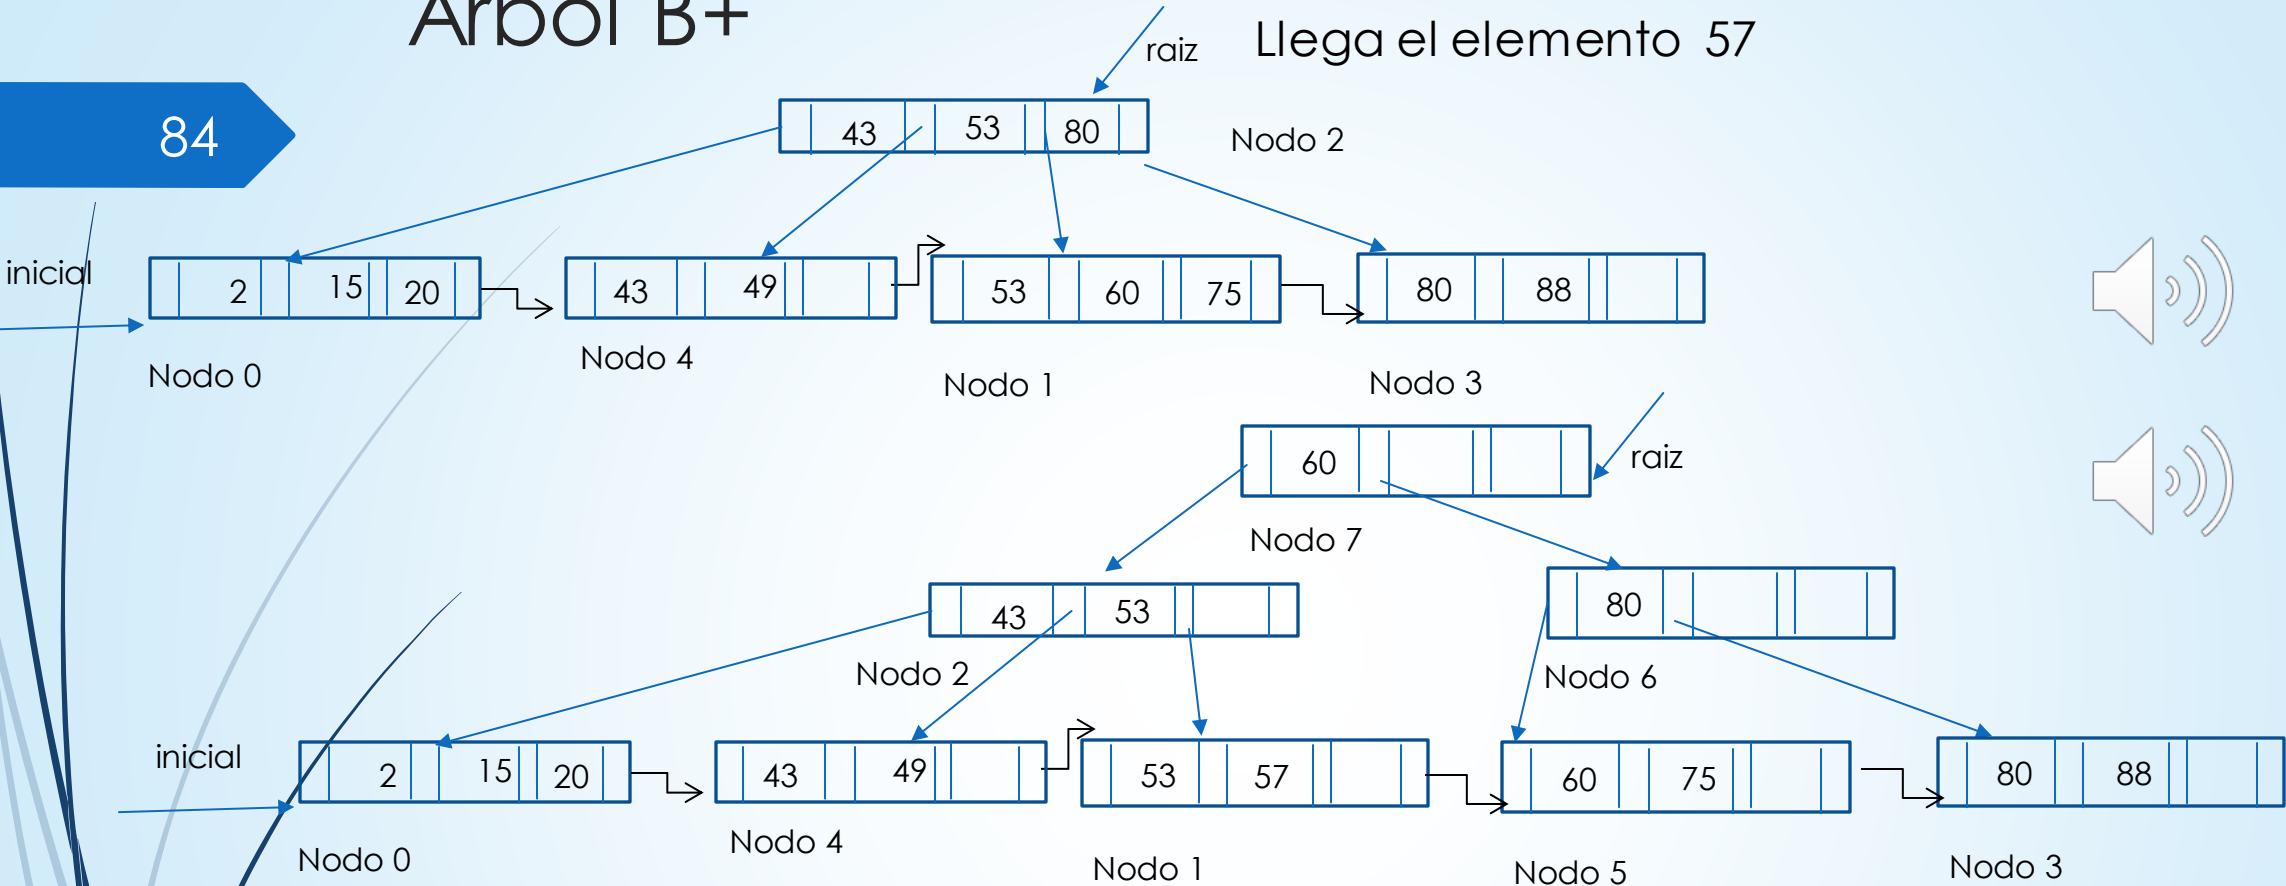 Árbol B+
Llega el elemento 57
raiz
84
43 53 80
Nodo 2
inicial
2 15 20
43 49
53 60 75
80 88
Nodo 0
Nodo 4
Nodo 1
Nodo 3
60
raiz
Nodo 7
43 53
80
Nodo 2
Nodo 6
inicial
2 15 20
43 49
53 57
60 75
80 88
Nodo 0
Nodo 4
Nodo 1
Nodo 5
Nodo 3